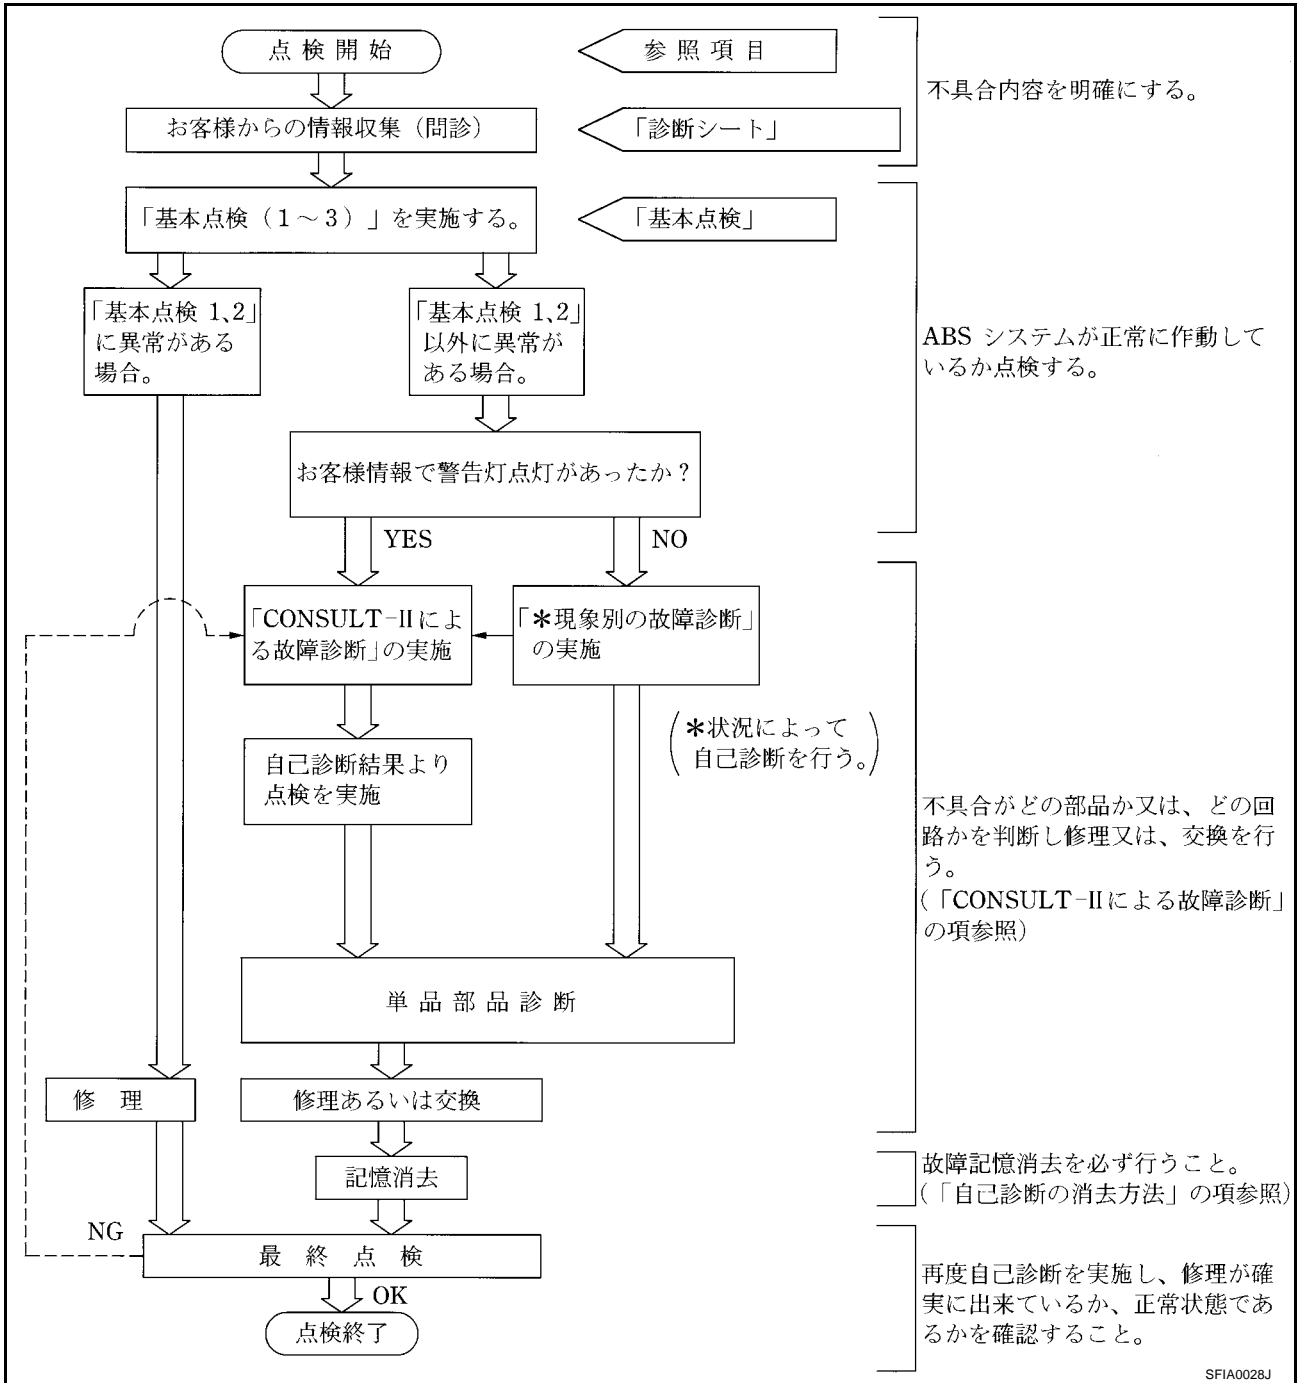 点検開始
参照項目
不具合内容を明確にする。
お客様からの情報収集（問診）
「診断シート」
「基本点検（1～3）」を実施する。
「基本点検」
「基本点検 1、2」
に異常がある
場合。
「基本点検 1、2」
以外に異常が
ある場合。
ABS システムが正常に作動して
いるか点検する。
お客様情報で警告灯点灯があったか？
YES
NO
「CONSULT-IIによ
る故障診断」の実施
「＊現象別の故障診断」
の実施
（＊状況によって
自己診断を行う。）
自己診断結果より
点検を実施
不具合がどの部品か又は、どの回
路かを判断し修理又は、交換を行
う。
（「CONSULT-IIによる故障診断」
の項参照）
単品部品診断
修理
修理あるいは交換
記憶消去
故障記憶消去を必ず行うこと。
（「自己診断の消去方法」の項参照）
NG
最終点検
OK
点検終了
再度自己診断を実施し、修理が確
実に出来ているか、正常状態であ
るかを確認すること。
SFIA0028J